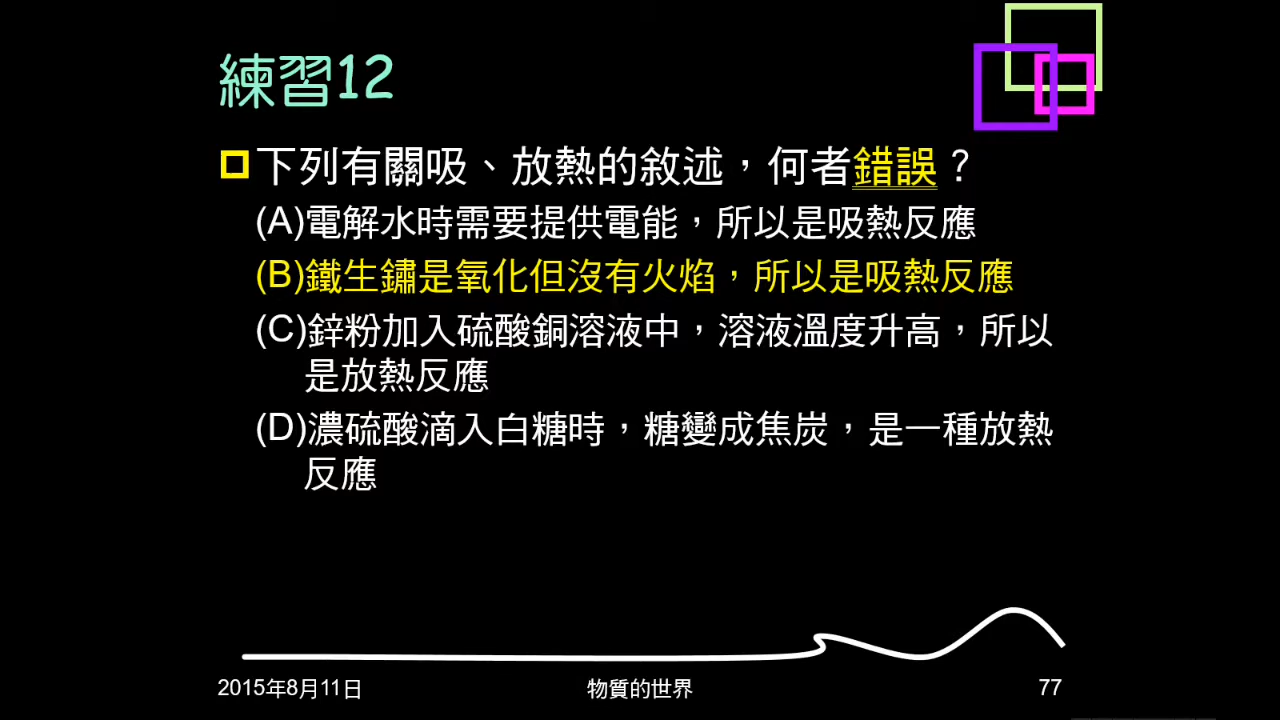 練習12
下列有關吸、放熱的敘述，何者錯誤？
(A)電解水時需要提供電能，所以是吸熱反應
(B)鐵生鏽是氧化但沒有火焰，所以是吸熱反應
(C)鋅粉加入硫酸銅溶液中，溶液溫度升高，所以
是放熱反應
(D)濃硫酸滴入白糖時，糖變成焦炭，是一種放熱
反應
2015年8月11日
物質的世界
77